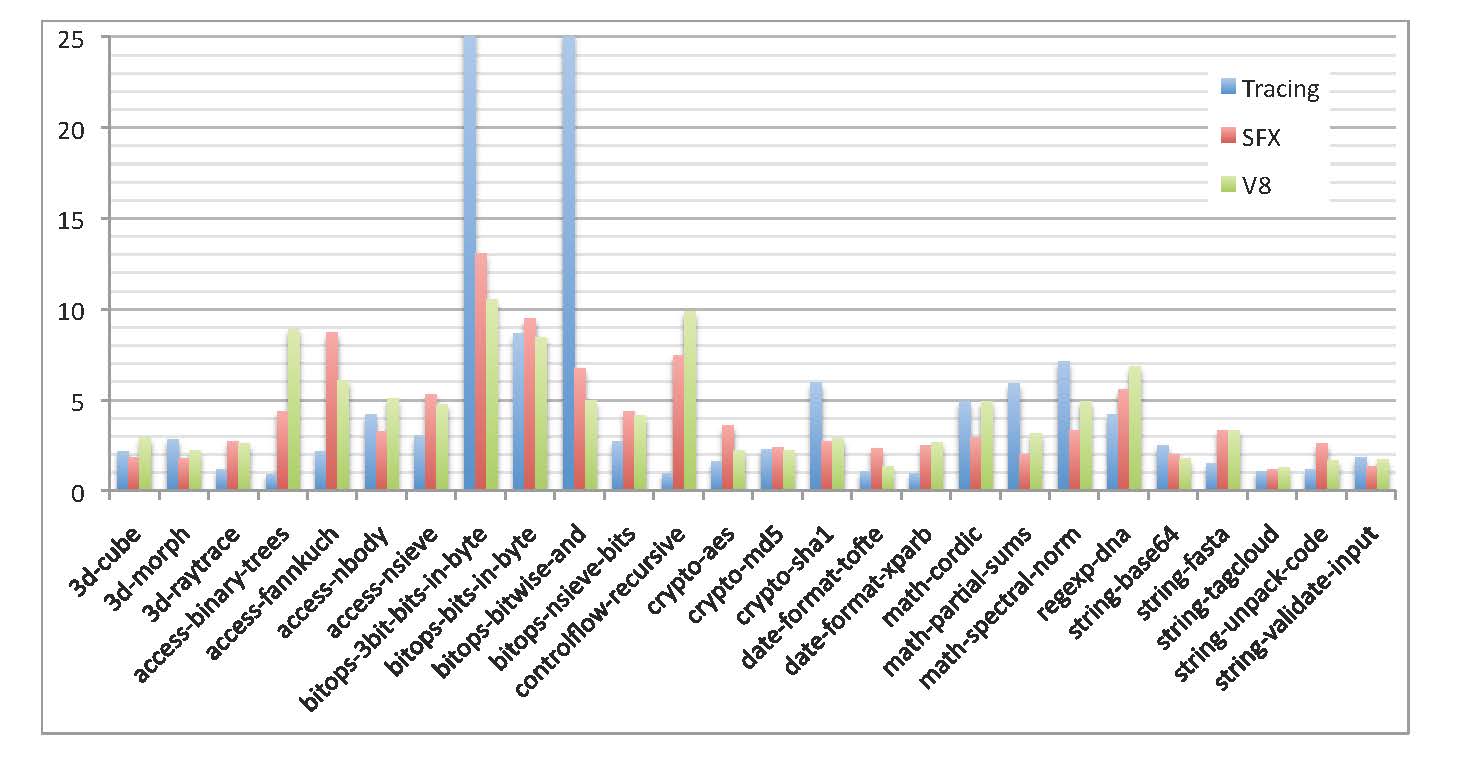 25
20
15
10
5
0
Tracing
SFX
V8
3d-cube
3d-morph
3d-raytrace
access-binary-trees
access-fannkuch
access-nbody
access-nsieve
bitops-3bit-bits-in-byte
bitops-bits-in-byte
bitops-bitwise-and
bitops-nsieve-bits
controlflow-recursive
crypto-aes
crypto-md5
crypto-sha1
date-format-tofte
date-format-xparb
math-cordic
math-partial-sums
math-spectral-norm
regexp-dna
string-base64
string-fasta
string-tagcloud
string-unpack-code
string-validate-input